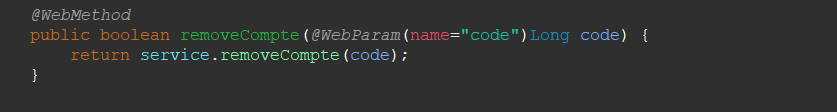 @WebMethod
public boolean removeCompte(@WebParam(name="code")Long code) {
return service.removeCompte(code);
}